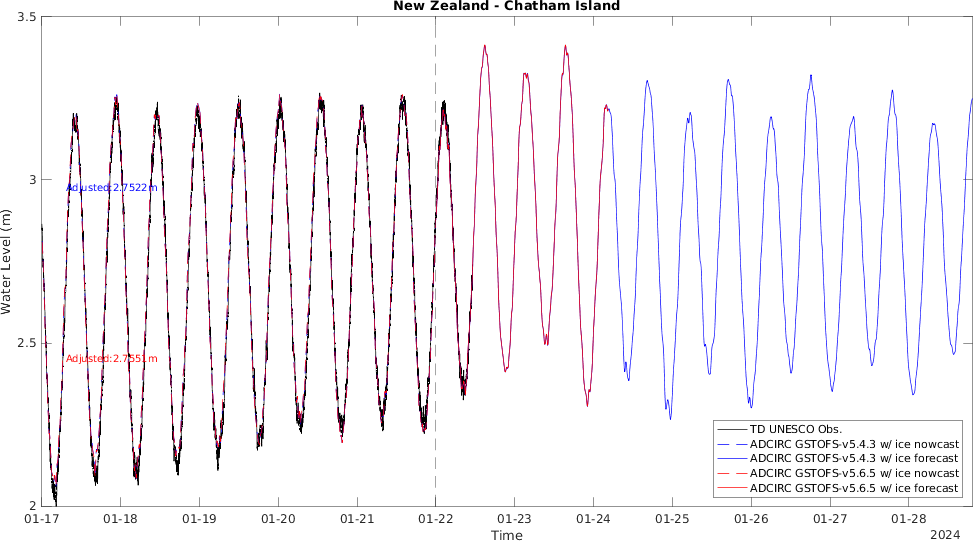 New Zealand - Chatham Island
3.5
3
2.5
2
Water Level (m)
Adjusted:2.7522m
Adjusted:2.7551m
TD UNESCO Obs.
ADCIRC GSTOFS-v5.4.3 w/ ice nowcast
ADCIRC GSTOFS-v5.4.3 w/ ice forecast
ADCIRC GSTOFS-v5.6.5 w/ ice nowcast
ADCIRC GSTOFS-v5.6.5 w/ ice forecast
01-17 01-18 01-19 01-20 01-21 01-22 01-23 01-24 01-25 01-26 01-27 01-28
Time
2024